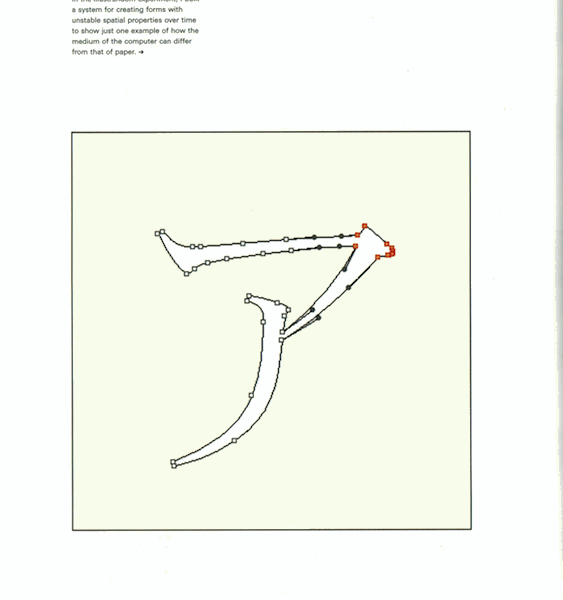 a system for creating forms with
unstable spatial properties over time
to show just one example of how the
medium of the computer can differ
from that of paper. →
ア